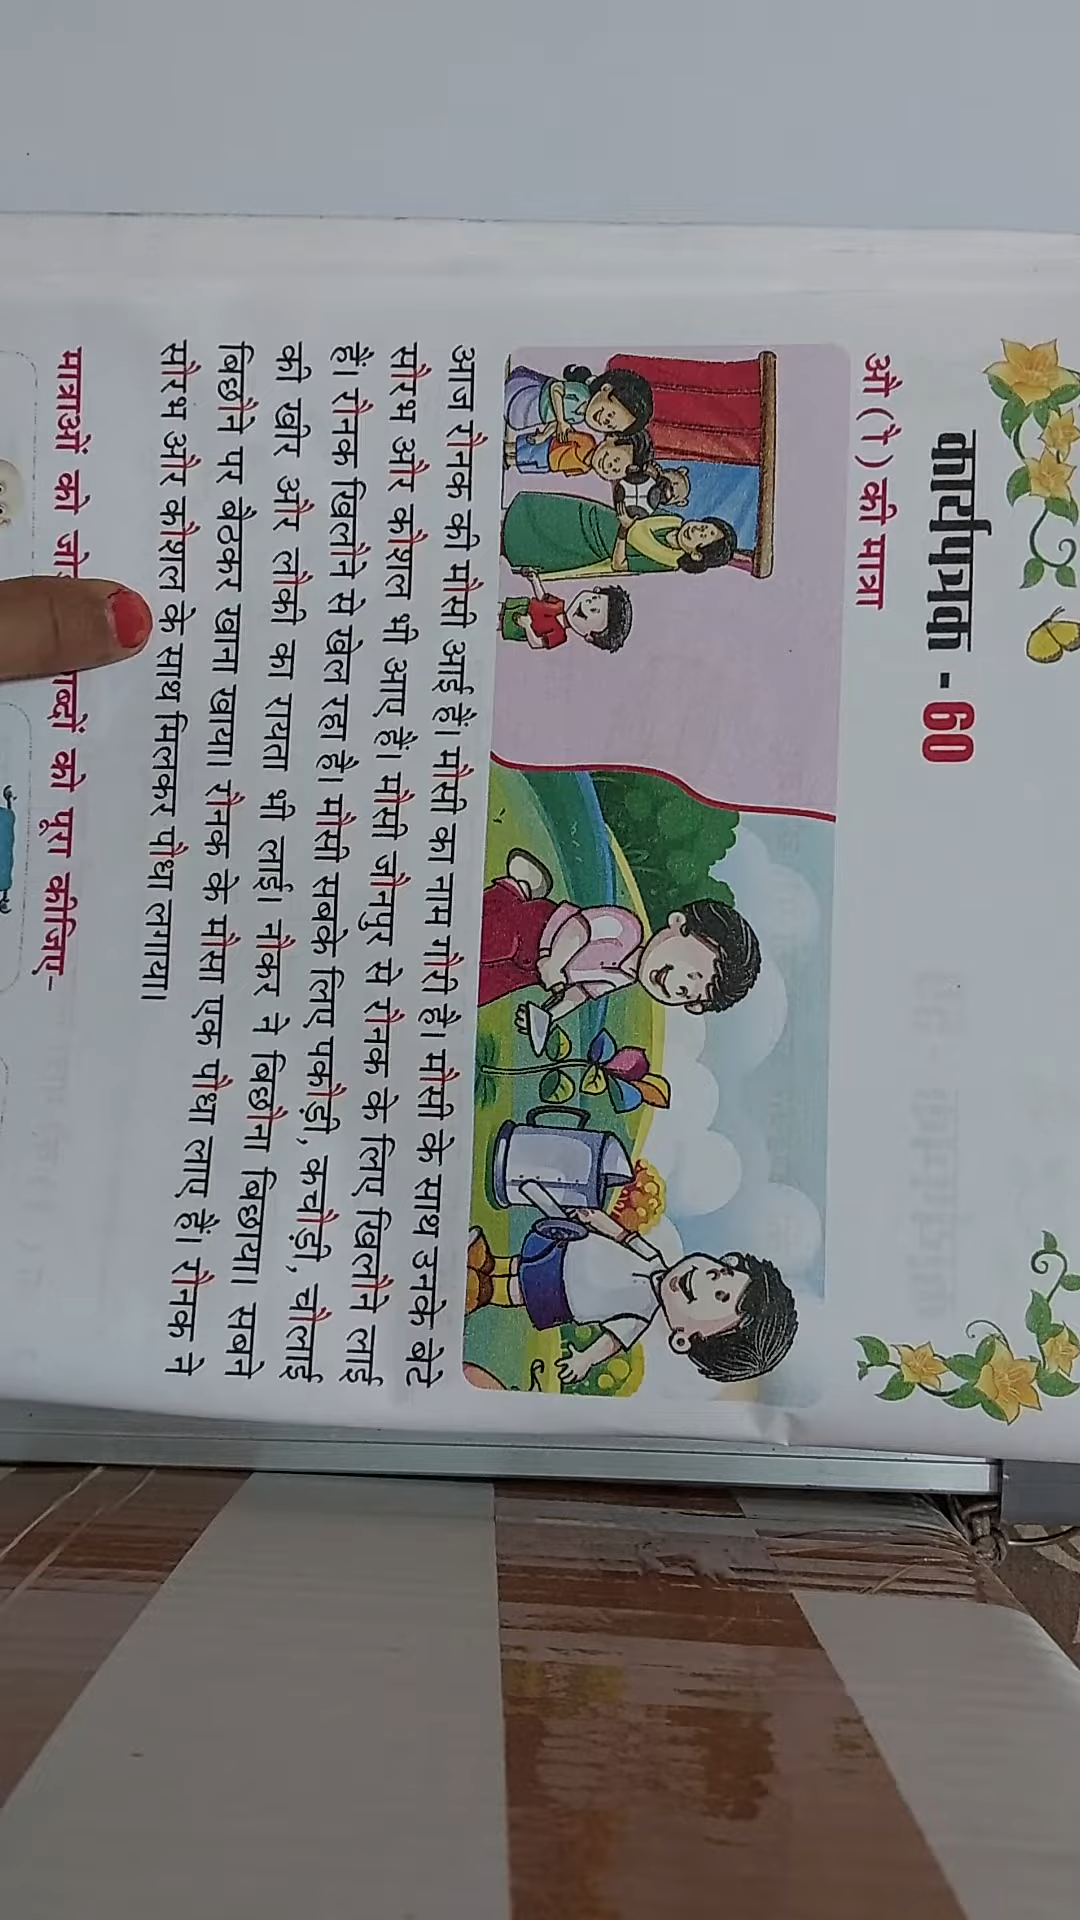 कार्यपत्रक - 60
औ ( ौ ) की मात्रा
आज रौनक की मौसी आई हैं। मौसी का नाम गौरी है। मौसी के साथ उनके बेटे
सौरभ और कौशल भी आए हैं। मौसी जौनपुर से रौनक के लिए खिलौने लाई
हैं। रौनक खिलौने से खेल रहा है। मौसी सबके लिए पकौड़ी, कचौड़ी, चौलाई
की खीर और लौकी का रायता भी लाई। नौकर ने बिछौना बिछाया। सबने
बिछौने पर बैठकर खाना खाया। रौनक के मौसा एक पौधा लाए हैं। रौनक ने
सौरभ और कौशल के साथ मिलकर पौधा लगाया।
मात्राओं को शब्दों को पूरा कीजिए-